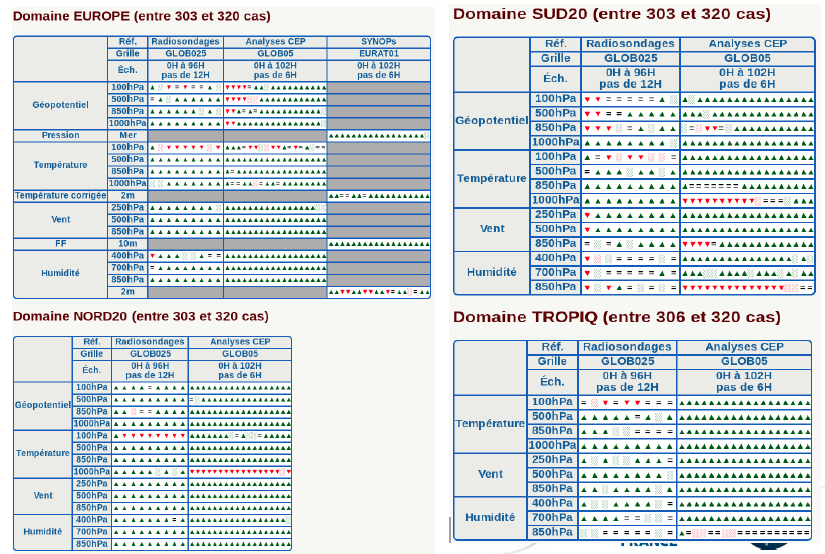 Domaine EUROPE (entre 303 et 320 cas)
Réf. Radiosondages Analyses CEP SYNOPs
Grille GLOB025 GLOB05 EURAT01
Éch. 0H à 96H pas de 12H 0H à 102H pas de 6H 0H à 102H pas de 6H
Géopotentiel
100hPa
500hPa
850hPa
1000hPa
Pression Mer
Température
100hPa
500hPa
850hPa
1000hPa
Température corrigée 2m
Vent
250hPa
500hPa
850hPa
FF 10m
Humidité
400hPa
700hPa
850hPa
2m
Domaine SUD20 (entre 303 et 320 cas)
Réf. Radiosondages Analyses CEP
Grille GLOB025 GLOB05
Éch. 0H à 96H pas de 12H 0H à 102H pas de 6H
Géopotentiel
100hPa
500hPa
850hPa
1000hPa
Température
100hPa
500hPa
850hPa
1000hPa
Vent
250hPa
500hPa
850hPa
Humidité
400hPa
700hPa
850hPa
Domaine NORD20 (entre 303 et 320 cas)
Réf. Radiosondages Analyses CEP
Grille GLOB025 GLOB05
Éch. 0H à 96H pas de 12H 0H à 102H pas de 6H
Géopotentiel
100hPa
500hPa
850hPa
1000hPa
Température
100hPa
500hPa
850hPa
1000hPa
Vent
250hPa
500hPa
850hPa
Humidité
400hPa
700hPa
850hPa
Domaine TROPIQ (entre 306 et 320 cas)
Réf. Radiosondages Analyses CEP
Grille GLOB025 GLOB05
Éch. 0H à 96H pas de 12H 0H à 102H pas de 6H
Température
100hPa
500hPa
850hPa
1000hPa
Vent
250hPa
500hPa
850hPa
Humidité
400hPa
700hPa
850hPa
FRANCE